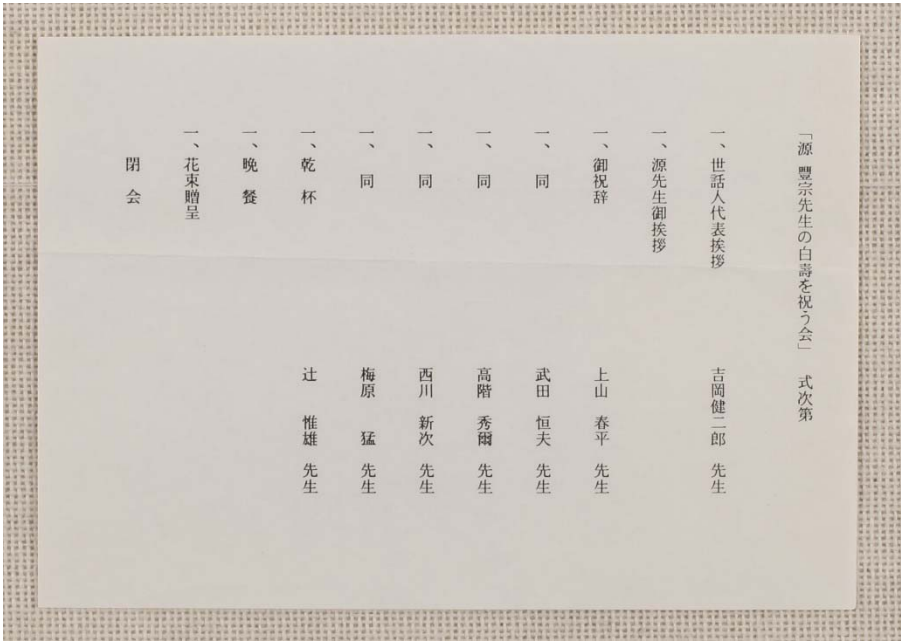 「源　豐宗先生の白壽を祝う会」　式次第
一、世話人代表挨拶　吉岡健二郎　先生
一、源先生御挨拶
一、御祝辞　上山　春平　先生
一、　同　武田　恒夫　先生
一、　同　高階　秀爾　先生
一、　同　西川　新次　先生
一、　同　梅原　　猛　先生
一、乾　杯　辻　　惟雄　先生
一、晩　餐
一、花束贈呈
閉　会